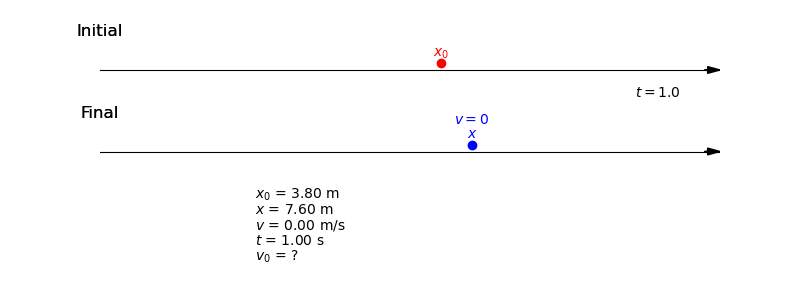 Initial
x₀
t = 1.0
Final
v = 0
x
x₀ = 3.80 m
x = 7.60 m
v = 0.00 m/s
t = 1.00 s
v₀ = ?